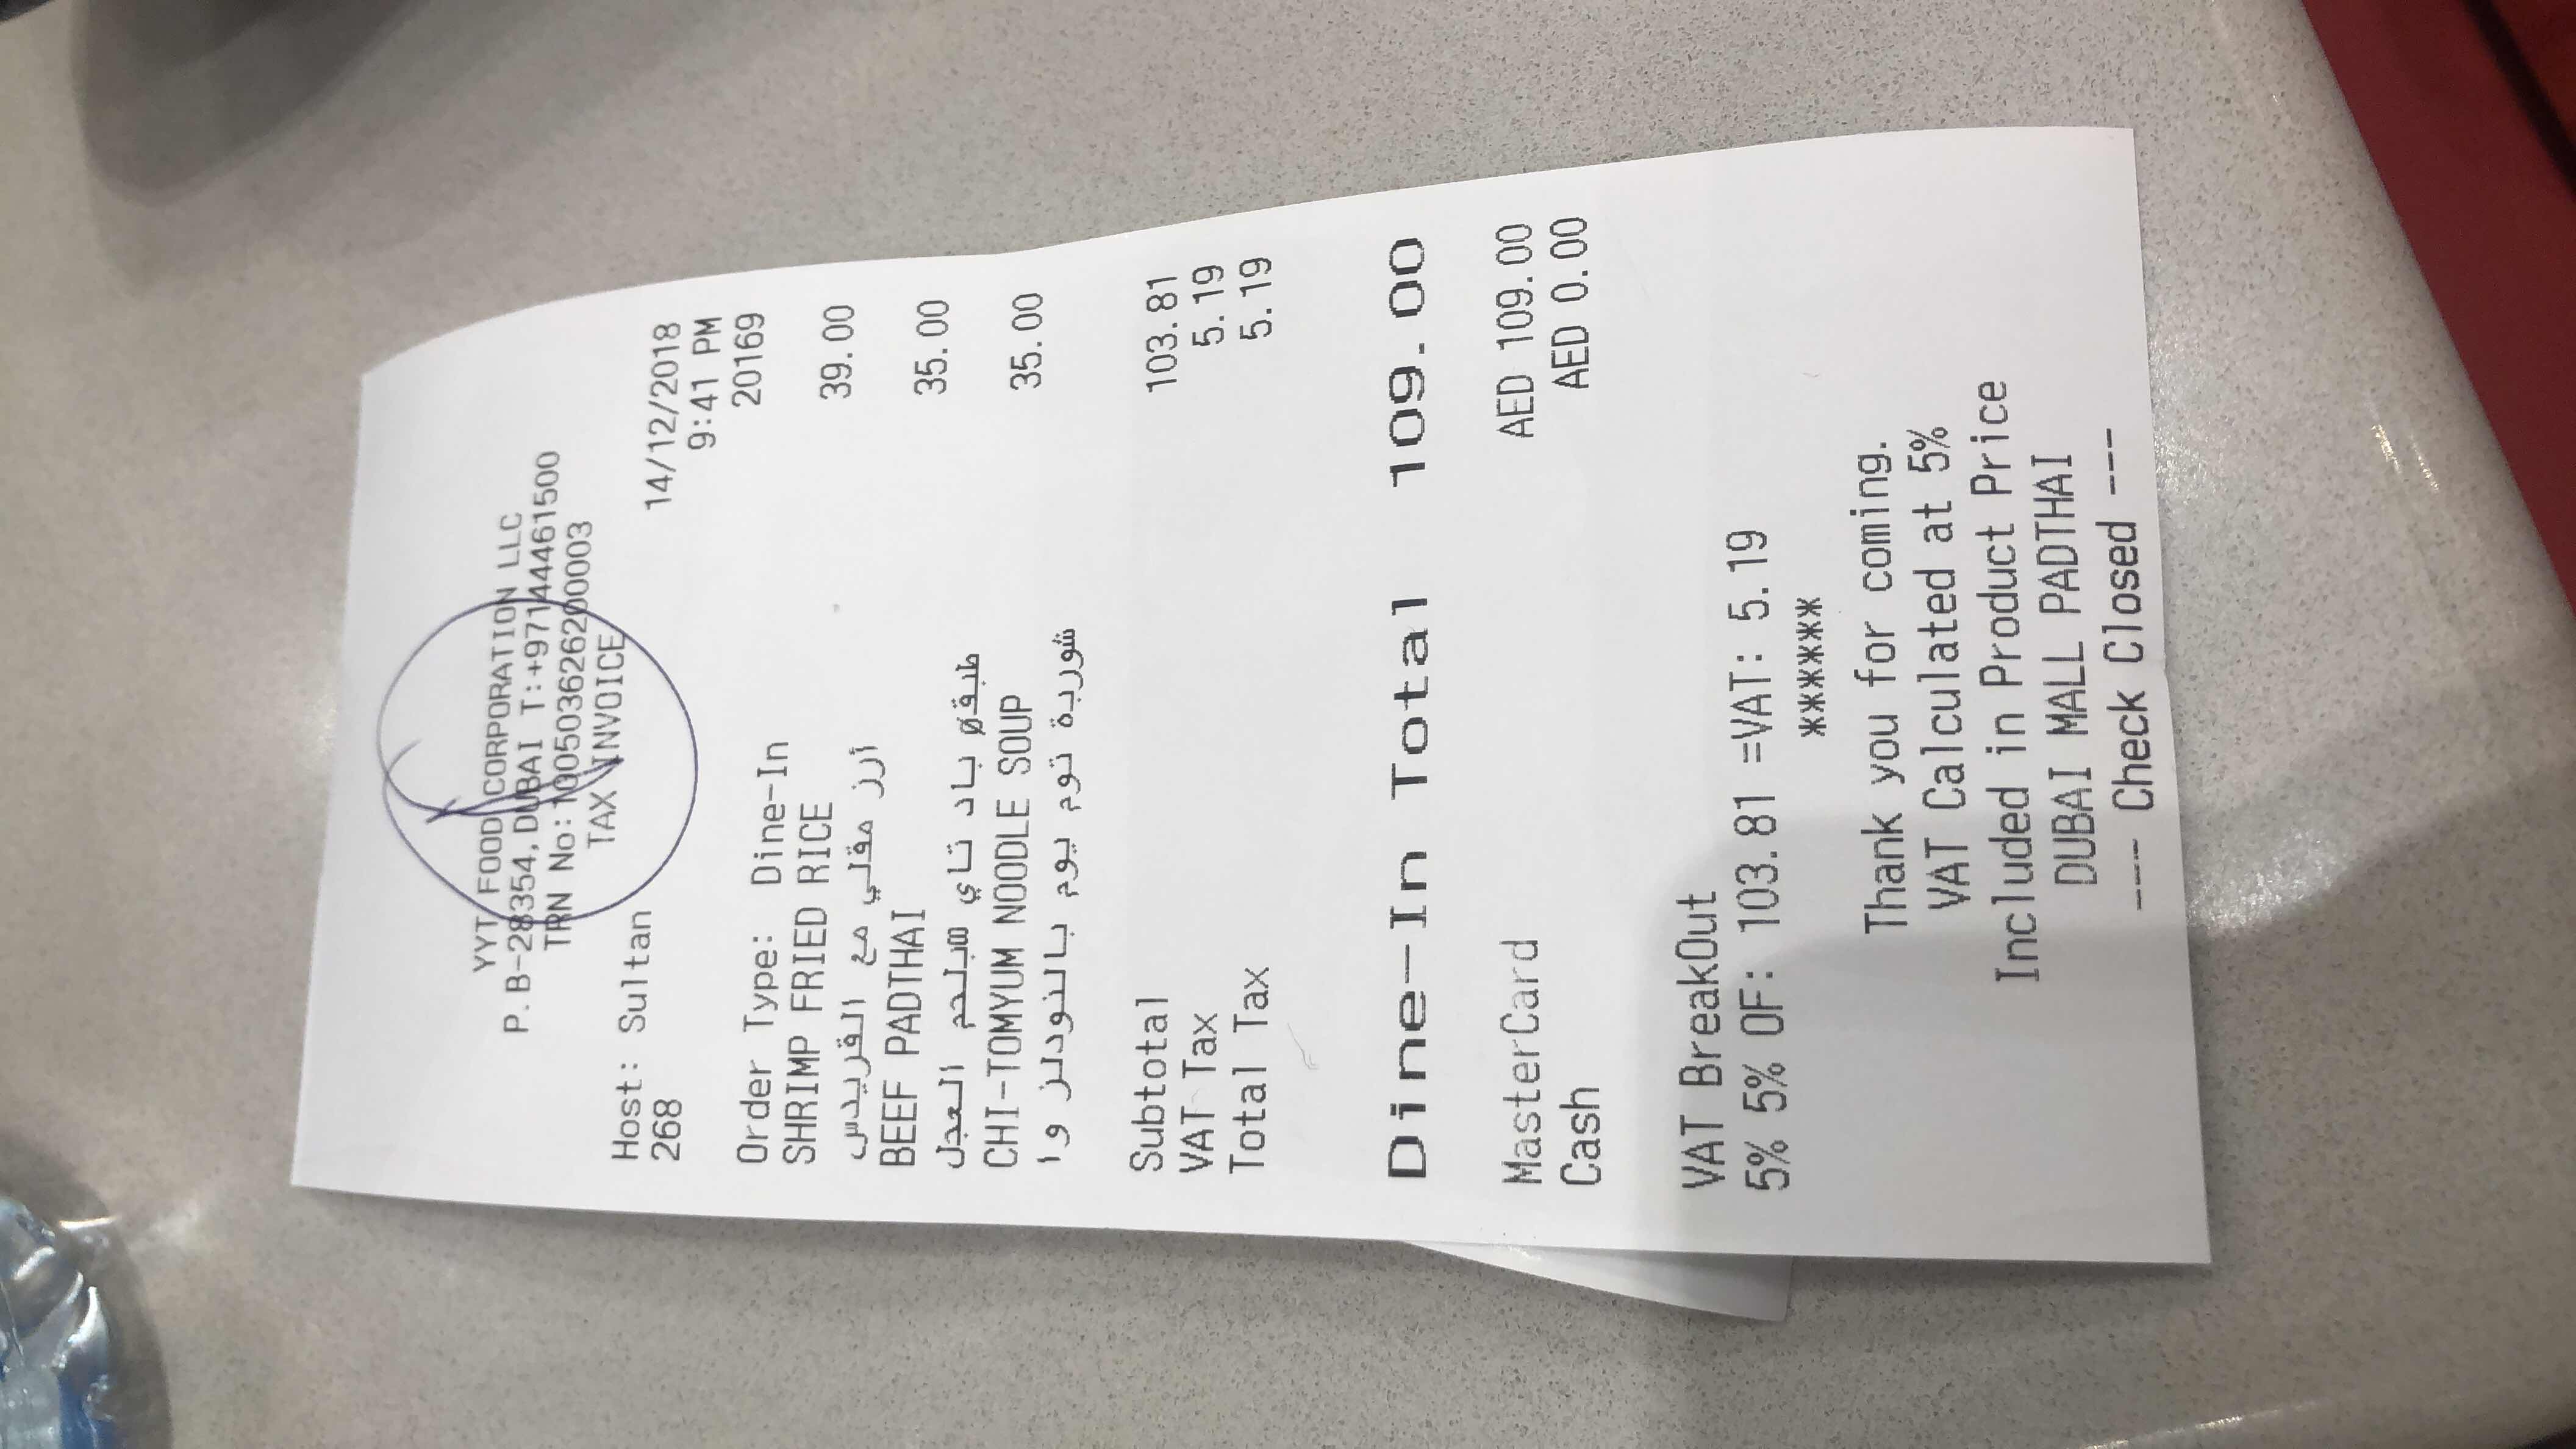 YYT FOOD CORPORATION LLC
P.B-28354, DUBAI T:+97144461500
TRN No:100503626200003
TAX INVOICE
Host: Sultan
14/12/2018
268
9:41 PM
20169
Order Type: Dine-In
SHRIMP FRIED RICE 39.00
أرز مقلي مع القريدس
BEEF PADTHAI 35.00
طبقø باد تاي ∞بلحم العجل
CHI-TOMYUM NOODLE SOUP 35.00
شوربة توم يوم بالنودلز وا
Subtotal 103.81
VAT Tax 5.19
Total Tax 5.19
Dine-In Total 109.00
MasterCard AED 109.00
Cash AED 0.00
VAT BreakOut
5% 5% OF: 103.81 =VAT: 5.19
******
Thank you for coming.
VAT Calculated at 5%
Included in Product Price
DUBAI MALL PADTHAI
--- Check Closed ---